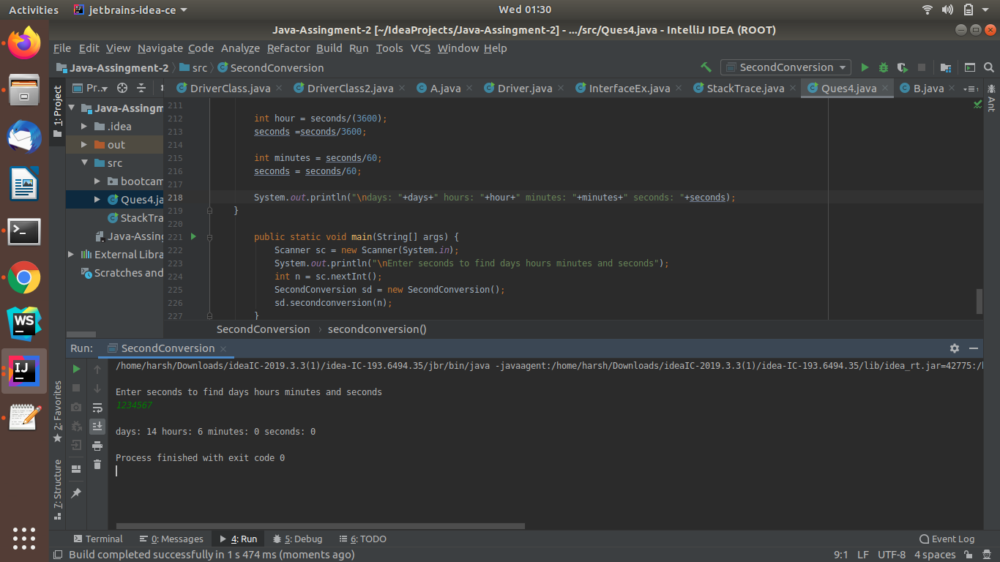 Activities jetbrains-idea-ce Wed 01:30
Java-Assingment-2 [~/IdeaProjects/Java-Assingment-2] - .../src/Ques4.java - IntelliJ IDEA (ROOT)
File Edit View Navigate Code Analyze Refactor Build Run Tools VCS Window Help
Java-Assingment-2 src SecondConversion SecondConversion
Pr... DriverClass.java DriverClass2.java A.java Driver.java InterfaceEx.java StackTrace.java Ques4.java B.java
1: Project
Java-Assingm
.idea
out
src
bootcam
Ques4.ja
StackTra
Java-Assing
External Libra
Scratches and
211
212 int hour = seconds/(3600);
213 seconds =seconds/3600;
214
215 int minutes = seconds/60;
216 seconds = seconds/60;
217
218 System.out.println("\ndays: "+days+" hours: "+hour+" minutes: "+minutes+" seconds: "+seconds);
219 }
220
221 public static void main(String[] args) {
222 Scanner sc = new Scanner(System.in);
223 System.out.println("\nEnter seconds to find days hours minutes and seconds");
224 int n = sc.nextInt();
225 SecondConversion sd = new SecondConversion();
226 sd.secondconversion(n);
227 }
SecondConversion › secondconversion()
Ant
Run: SecondConversion
/home/harsh/Downloads/ideaIC-2019.3.3(1)/idea-IC-193.6494.35/jbr/bin/java -javaagent:/home/harsh/Downloads/ideaIC-2019.3.3(1)/idea-IC-193.6494.35/lib/idea_rt.jar=42775:/
Enter seconds to find days hours minutes and seconds
1234567
days: 14 hours: 6 minutes: 0 seconds: 0
Process finished with exit code 0
2: Favorites
7: Structure
WS
IJ
Terminal 0: Messages 4: Run 5: Debug 6: TODO Event Log
Build completed successfully in 1 s 474 ms (moments ago) 9:1 LF UTF-8 4 spaces